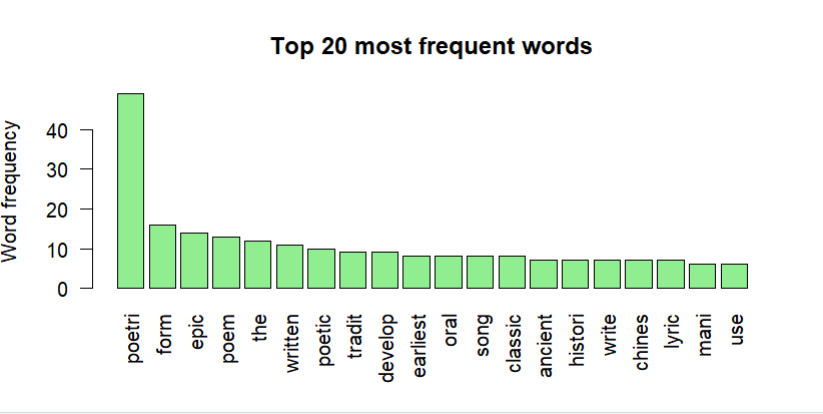 Top 20 most frequent words
Word frequency
40
30
20
10
0
poetri
form
epic
poem
the
written
poetic
tradit
develop
earliest
oral
song
classic
ancient
histori
write
chines
lyric
mani
use